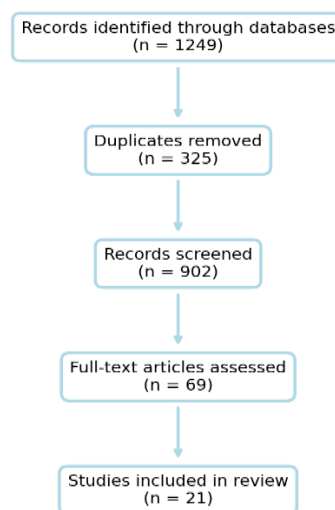 Records identified through databases
(n = 1249)
Duplicates removed
(n = 325)
Records screened
(n = 902)
Full-text articles assessed
(n = 69)
Studies included in review
(n = 21)